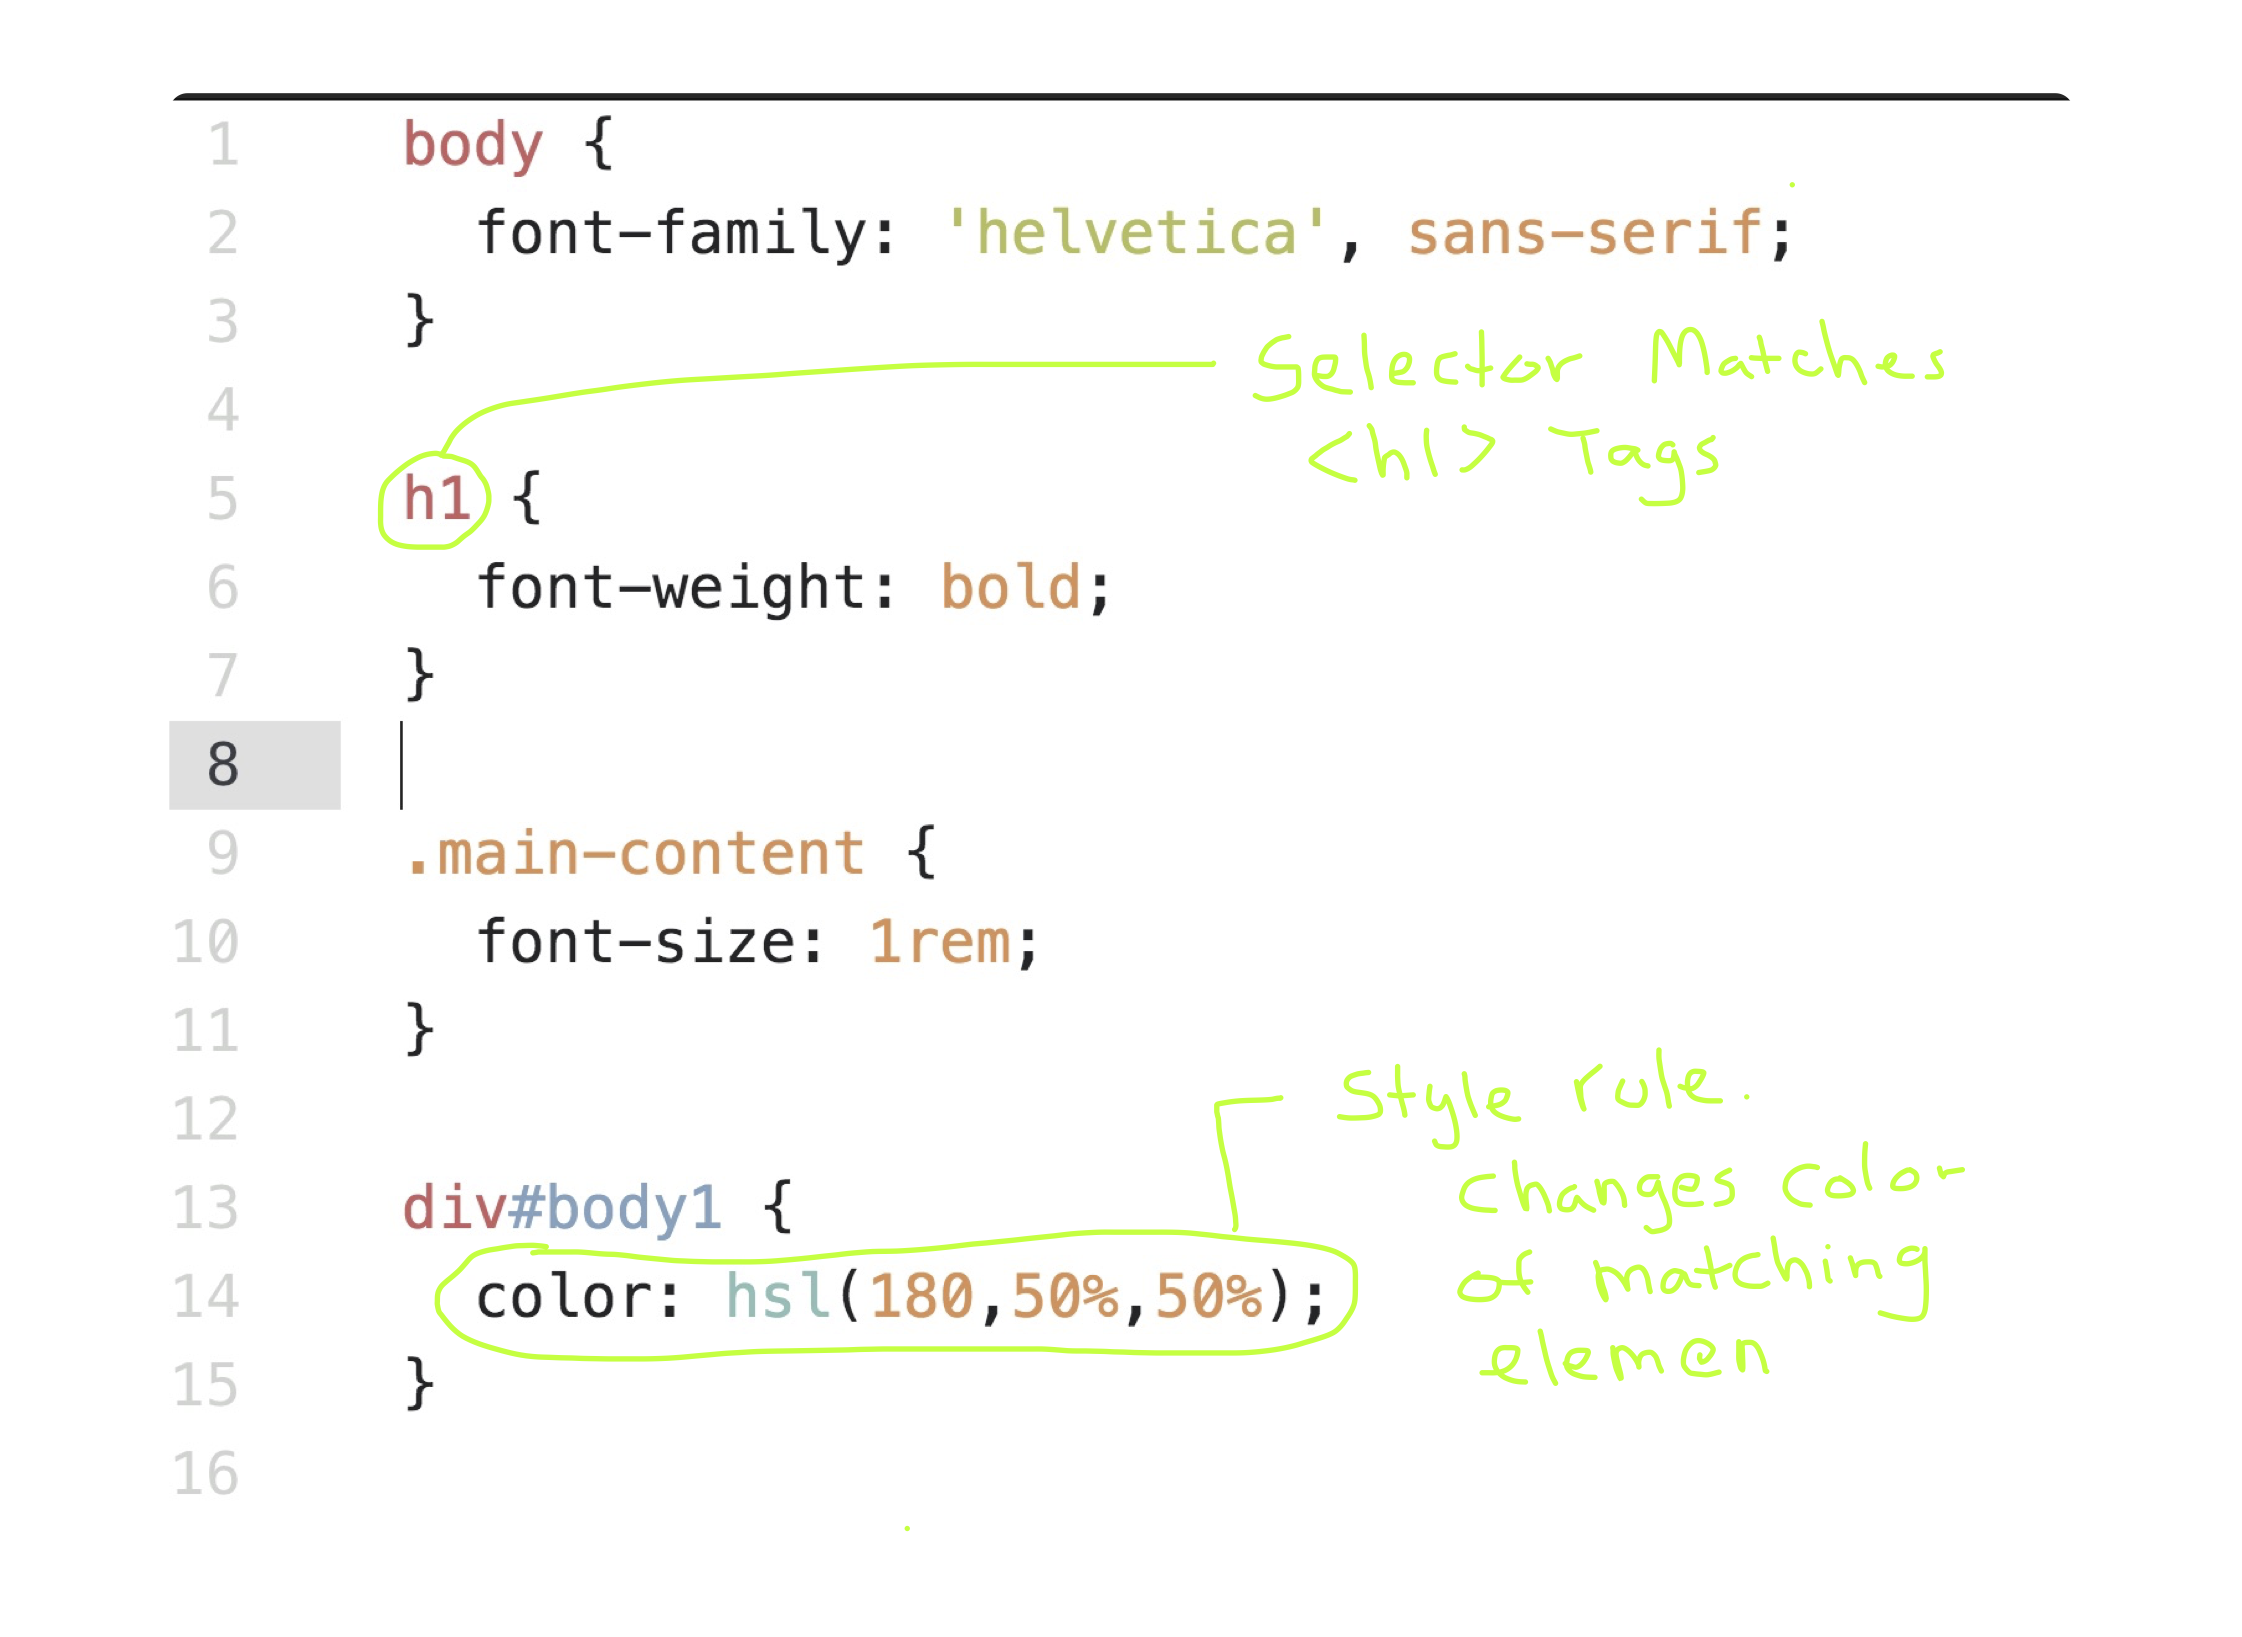 1 body {
2 font-family: 'helvetica', sans-serif;
3 }
Selector Matches
4
<h1> Tags
5 h1 {
6 font-weight: bold;
7 }
8
9 .main-content {
10 font-size: 1rem;
11 }
Style rule.
12
changes color
13 div#body1 {
of matching
14 color: hsl(180,50%,50%);
elemen
15 }
16